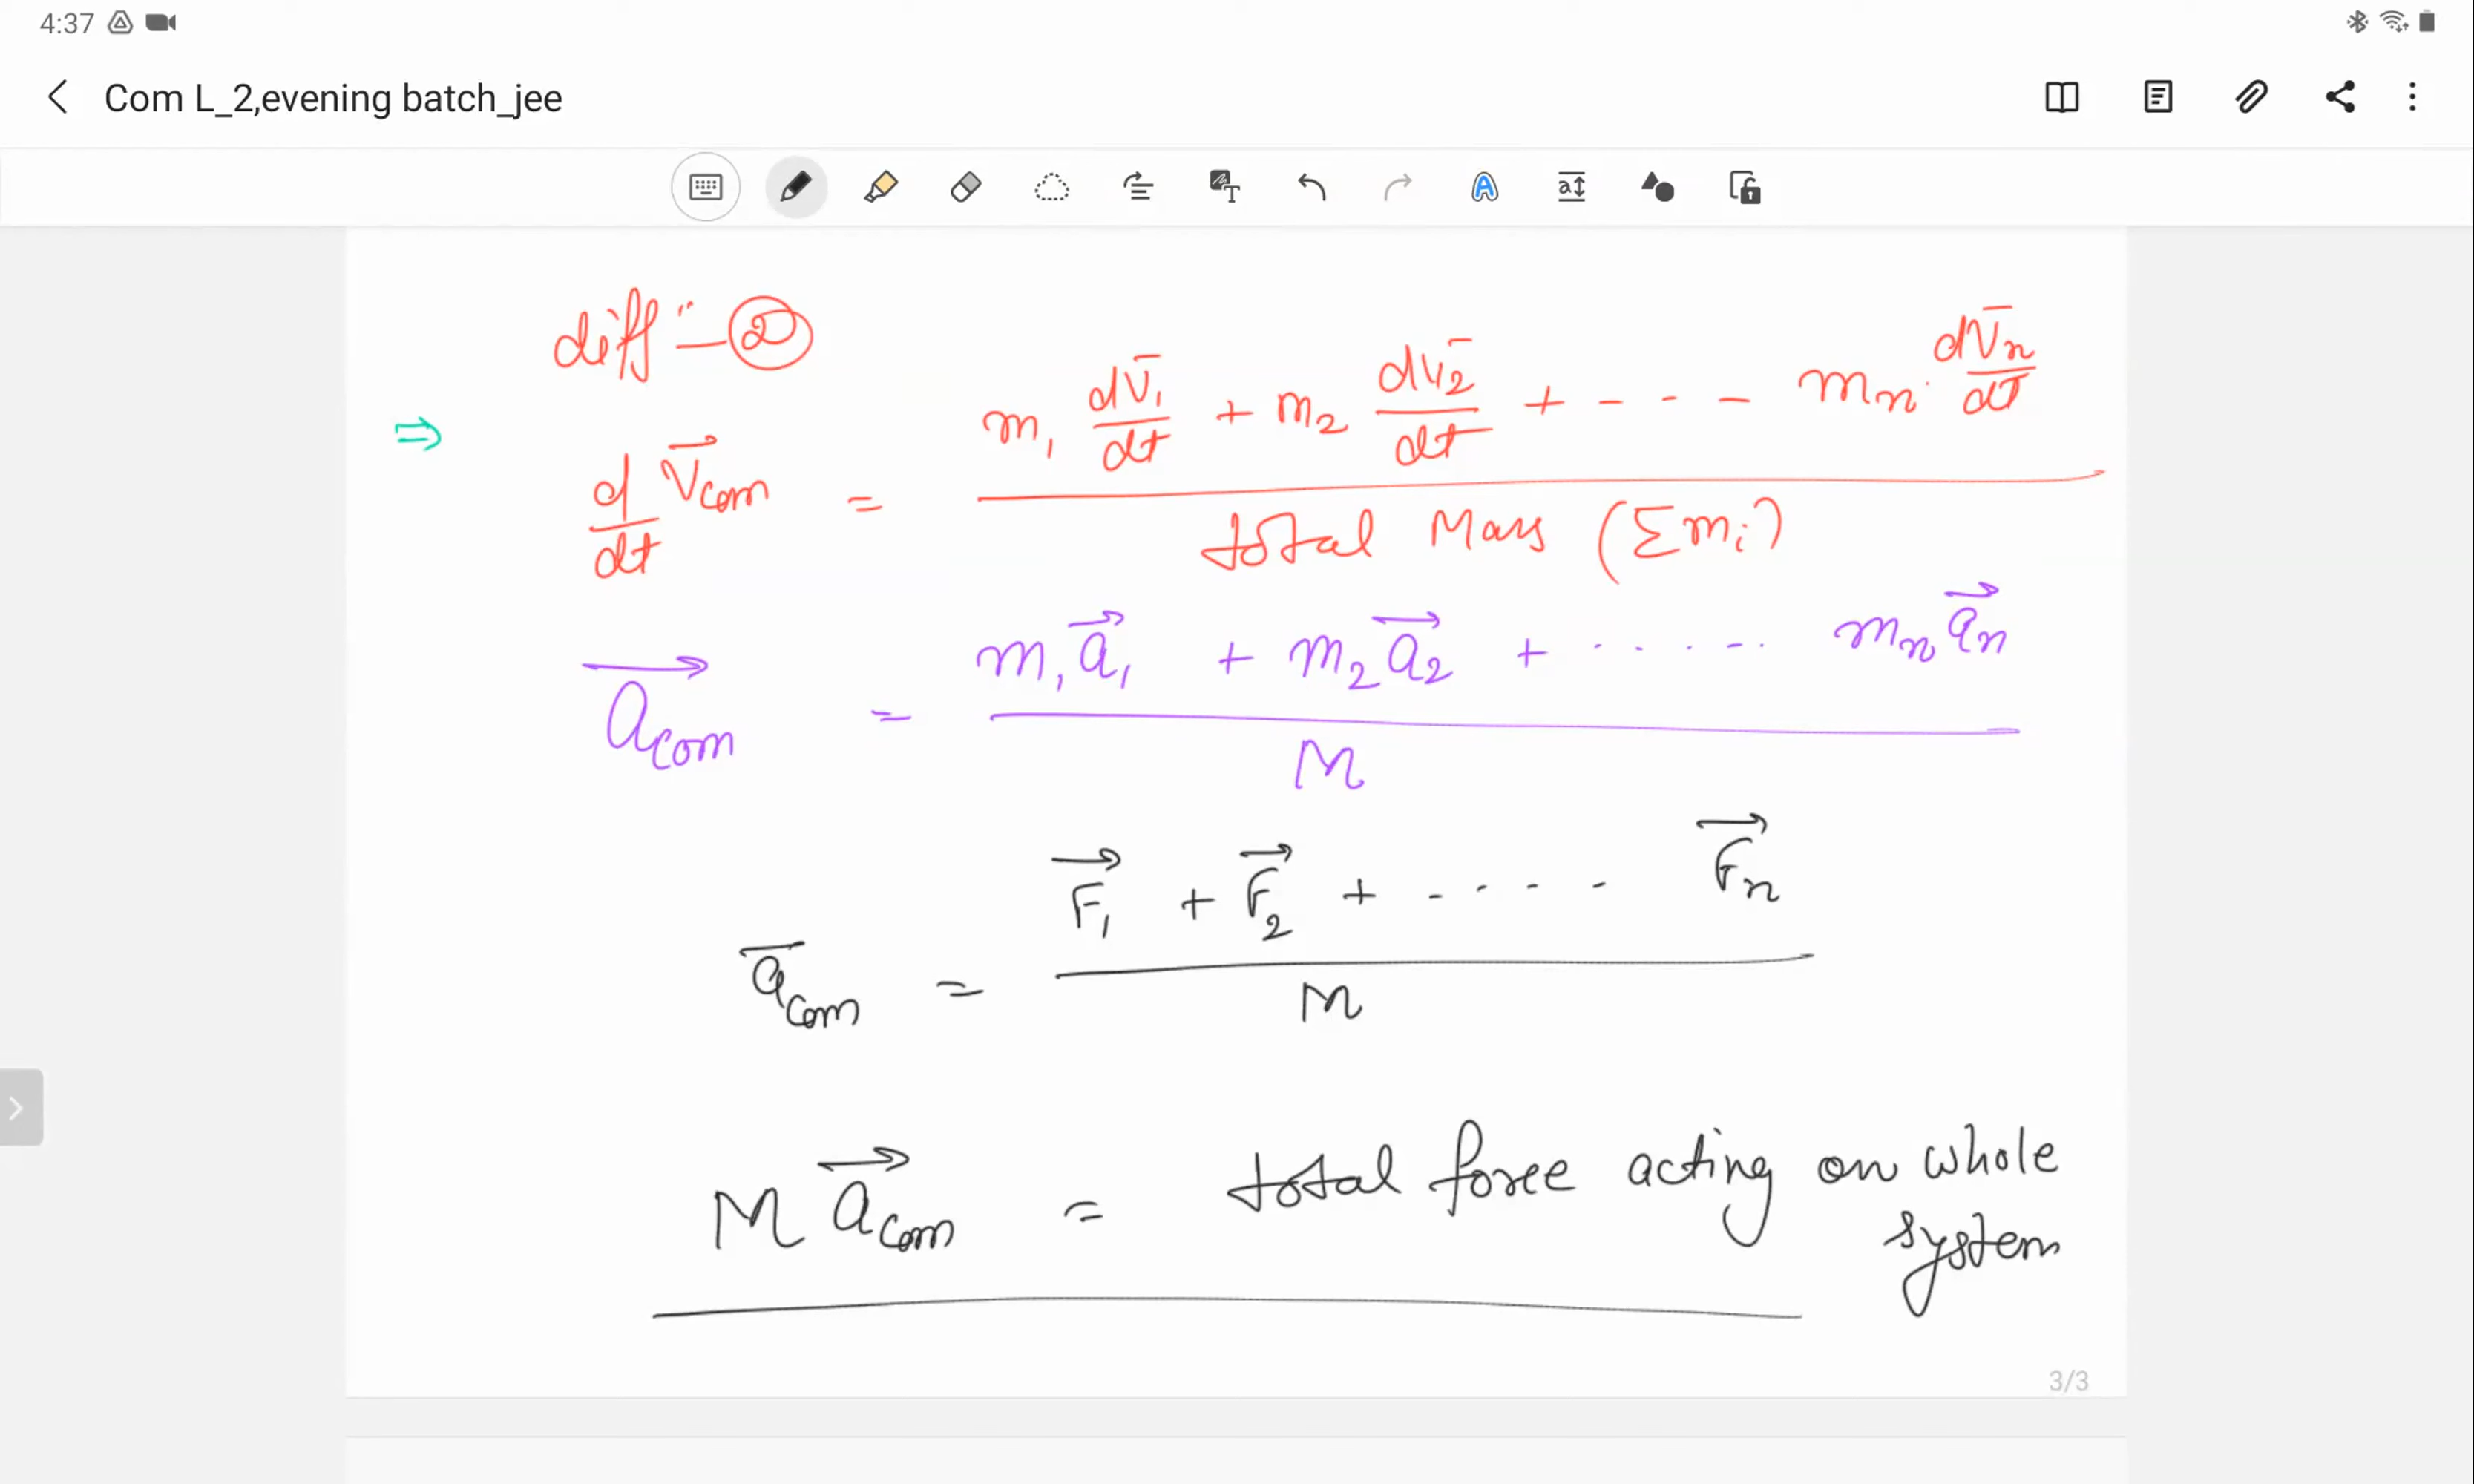 4:37
Com L_2,evening batch_jee
diff :- ②
⇒ d/dt V⃗com = (m₁ dV̄₁/dt + m₂ dV̄₂/dt + - - - mₙ · dV̄ₙ/dt) / total Mass (Σmᵢ)
a⃗com = (m₁a⃗₁ + m₂a⃗₂ + ..... mₙa⃗ₙ) / M
ācom = (F⃗₁ + F⃗₂ + - - - - F⃗ₙ) / M
M a⃗com = total force acting on whole
system
3/3